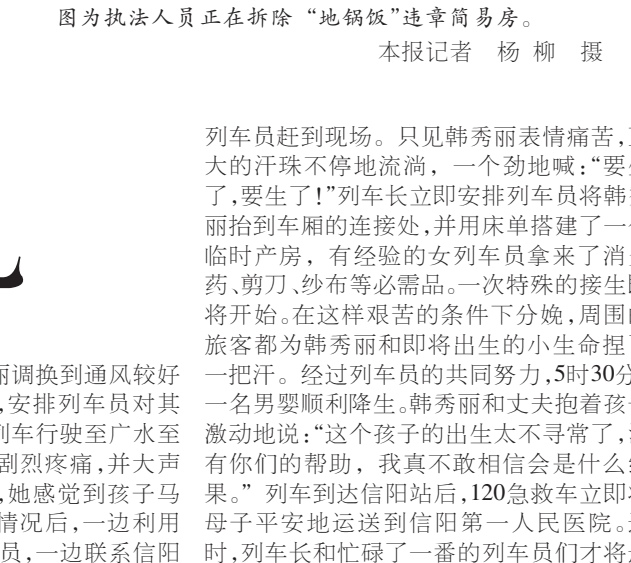 图为执法人员正在拆除“地锅饭”违章简易房。
本报记者 杨 柳 摄
调换到通风较好
,安排列车员对其
列车行驶至广水至
剧烈疼痛,并大声
,她感觉到孩子马
情况后,一边利用
员,一边联系信阳
列车员赶到现场。只见韩秀丽表情痛苦,
大的汗珠不停地流淌,一个劲地喊:“要
了,要生了!”列车长立即安排列车员将韩
丽抬到车厢的连接处,并用床单搭建了一
临时产房,有经验的女列车员拿来了消
药、剪刀、纱布等必需品。一次特殊的接生
将开始。在这样艰苦的条件下分娩,周围
旅客都为韩秀丽和即将出生的小生命捏
一把汗。经过列车员的共同努力,5时30分
一名男婴顺利降生。韩秀丽和丈夫抱着孩
激动地说:“这个孩子的出生太不寻常了,
有你们的帮助,我真不敢相信会是什么
果。”列车到达信阳站后,120急救车立即
母子平安地运送到信阳第一人民医院。
时,列车长和忙碌了一番的列车员们才将